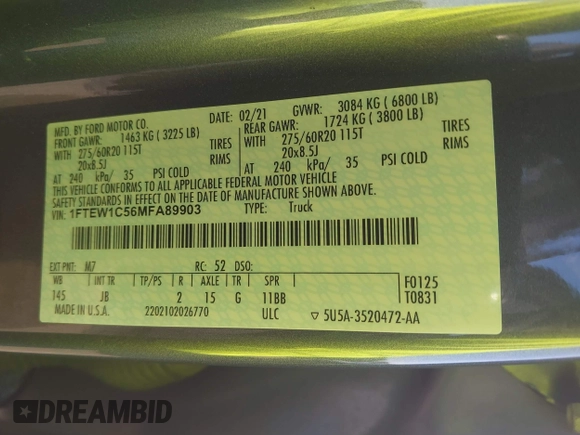 MFD. BY FORD MOTOR CO. DATE: 02/21 GVWR: 3084 KG ( 6800 LB)
FRONT GAWR: 1463 KG ( 3225 LB) REAR GAWR: 1724 KG ( 3800 LB)
WITH 275/60R20 115T TIRES WITH 275/60R20 115T TIRES
20x8.5J RIMS 20x8.5J RIMS
AT 240 kPa/ 35 PSI COLD AT 240 kPa/ 35 PSI COLD
THIS VEHICLE CONFORMS TO ALL APPLICABLE FEDERAL MOTOR VEHICLE
SAFETY STANDARDS IN EFFECT ON THE DATE OF MANUFACTURE SHOWN ABOVE.
VIN: 1FTEW1C56MFA89903 TYPE: Truck
EXT PNT: M7 RC: 52 DSO:
WB INT TR TP/PS R AXLE TR SPR F0125
145 JB 2 15 G 11BB T0831
MADE IN U.S.A. 2202102026770 ULC ▽ 5U5A-3520472-AA
DREAMBID